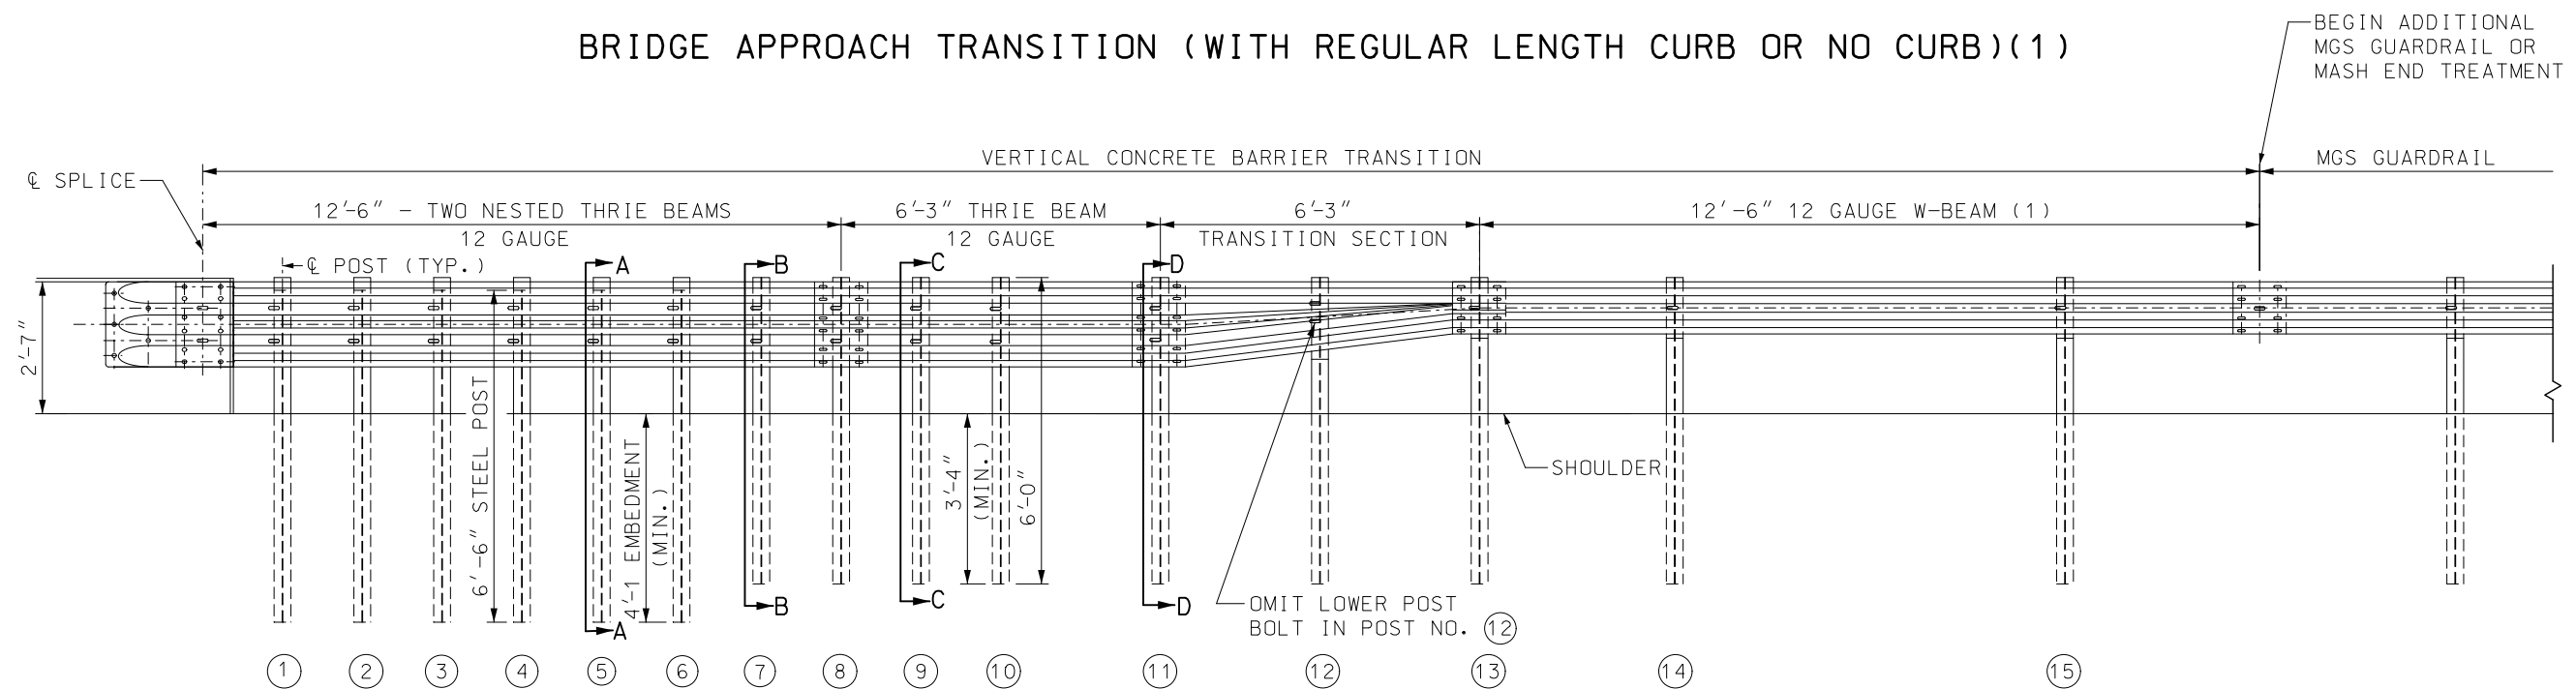 BRIDGE APPROACH TRANSITION (WITH REGULAR LENGTH CURB OR NO CURB)(1)
BEGIN ADDITIONAL
MGS GUARDRAIL OR
MASH END TREATMENT
VERTICAL CONCRETE BARRIER TRANSITION
MGS GUARDRAIL
℄ SPLICE
12'-6" - TWO NESTED THRIE BEAMS
12 GAUGE
6'-3" THRIE BEAM
12 GAUGE
6'-3"
TRANSITION SECTION
12'-6" 12 GAUGE W-BEAM (1)
℄ POST (TYP.)
A
B
C
D
2'-7"
6'-6" STEEL POST
4'-1 EMBEDMENT
(MIN.)
3'-4"
(MIN.)
6'-0"
SHOULDER
OMIT LOWER POST
BOLT IN POST NO. 12
A
B
C
D
1 2 3 4 5 6 7 8 9 10 11 12 13 14 15